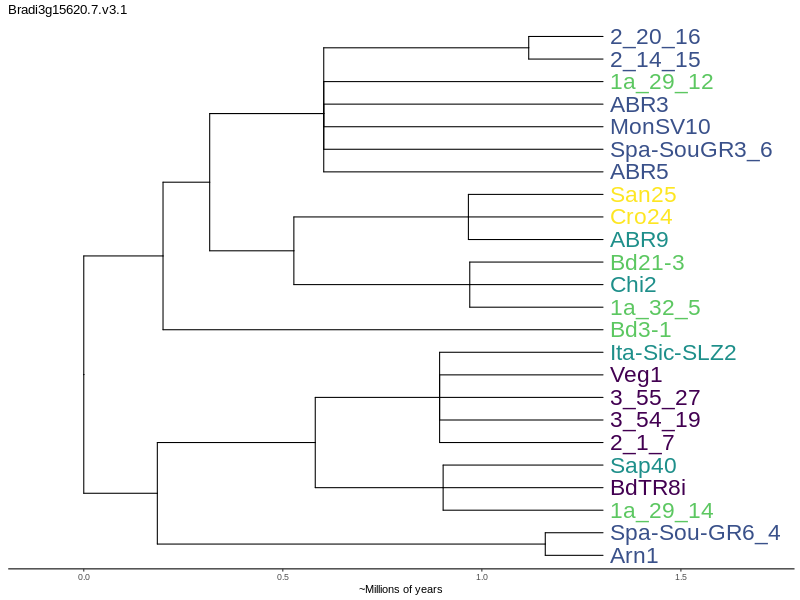 Bradi3g15620.7.v3.1
2_20_16
2_14_15
1a_29_12
ABR3
MonSV10
Spa-SouGR3_6
ABR5
San25
Cro24
ABR9
Bd21-3
Chi2
1a_32_5
Bd3-1
Ita-Sic-SLZ2
Veg1
3_55_27
3_54_19
2_1_7
Sap40
BdTR8i
1a_29_14
Spa-Sou-GR6_4
Arn1
0.0 0.5 1.0 1.5
~Millions of years